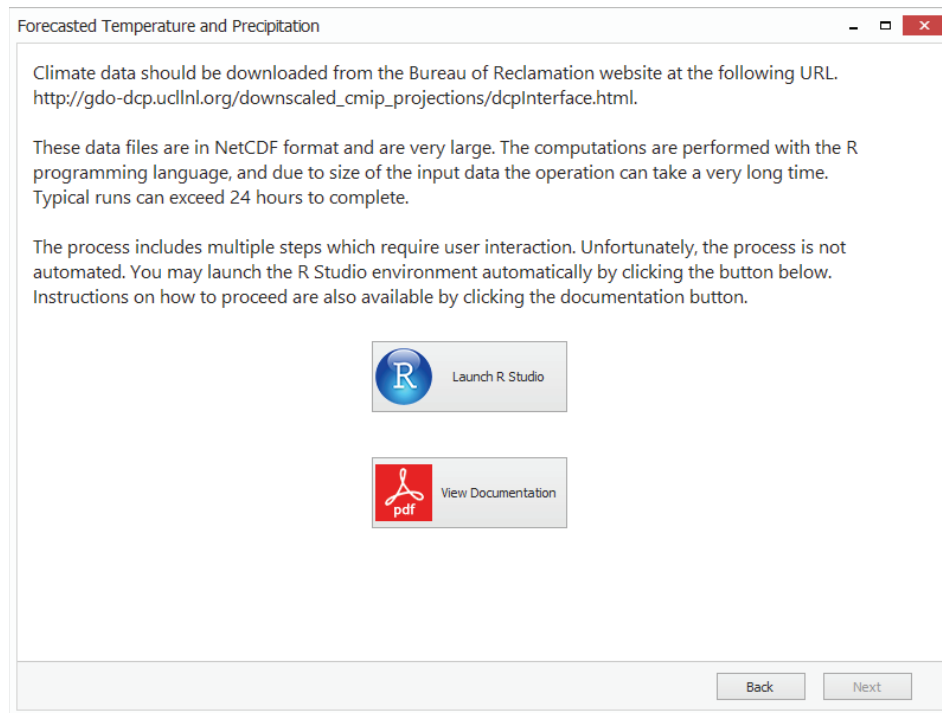 Forecasted Temperature and Precipitation
Climate data should be downloaded from the Bureau of Reclamation website at the following URL.
http://gdo-dcp.ucllnl.org/downscaled_cmip_projections/dcpInterface.html.
These data files are in NetCDF format and are very large. The computations are performed with the R
programming language, and due to size of the input data the operation can take a very long time.
Typical runs can exceed 24 hours to complete.
The process includes multiple steps which require user interaction. Unfortunately, the process is not
automated. You may launch the R Studio environment automatically by clicking the button below.
Instructions on how to proceed are also available by clicking the documentation button.
R
Launch R Studio
pdf
View Documentation
Back
Next